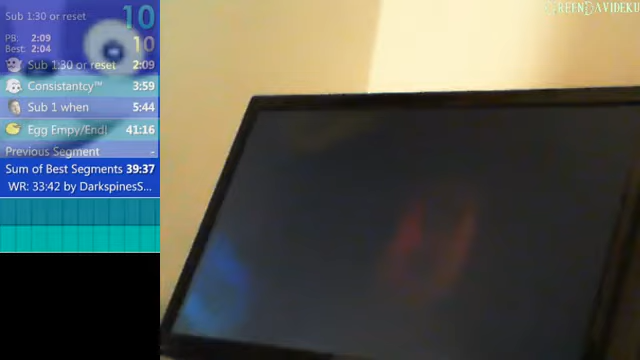 Sub 1:30 or reset
10
PB: 2:09
Best: 2:04
10
Sub 1:30 or reset 2:09
Consistantcy™ 3:59
Sub 1 when 5:44
Egg Empy/End! 41:16
Previous Segment -
Sum of Best Segments 39:37
WR: 33:42 by DarkspinesS...
GREENDAVIDEKU